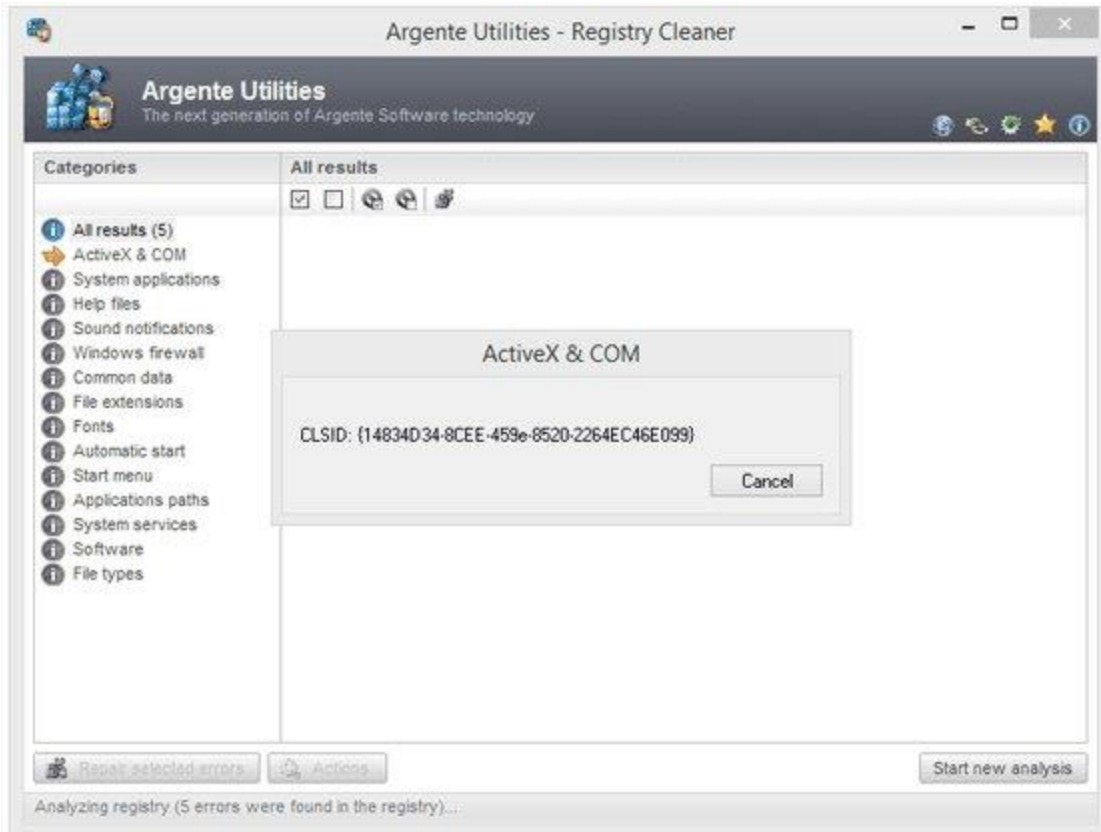 Argente Utilities - Registry Cleaner
Argente Utilities
The next generation of Argente Software technology
Categories
All results
All results (5)
ActiveX & COM
System applications
Help files
Sound notifications
Windows firewall
Common data
File extensions
Fonts
Automatic start
Start menu
Applications paths
System services
Software
File types
ActiveX & COM
CLSID: {14834D34-8CEE-459e-8520-2264EC46E099}
Cancel
Repair selected errors
Actions
Start new analysis
Analyzing registry (5 errors were found in the registry)...